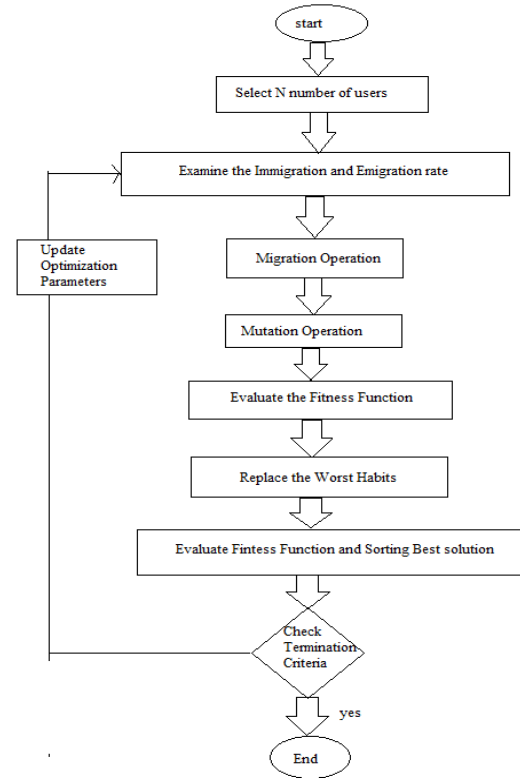 start
Select N number of users
Examine the Immigration and Emigration rate
Update
Optimization
Parameters
Migration Operation
Mutation Operation
Evaluate the Fitness Function
Replace the Worst Habits
Evaluate Fintess Function and Sorting Best solution
Check
Termination
Criteria
yes
End